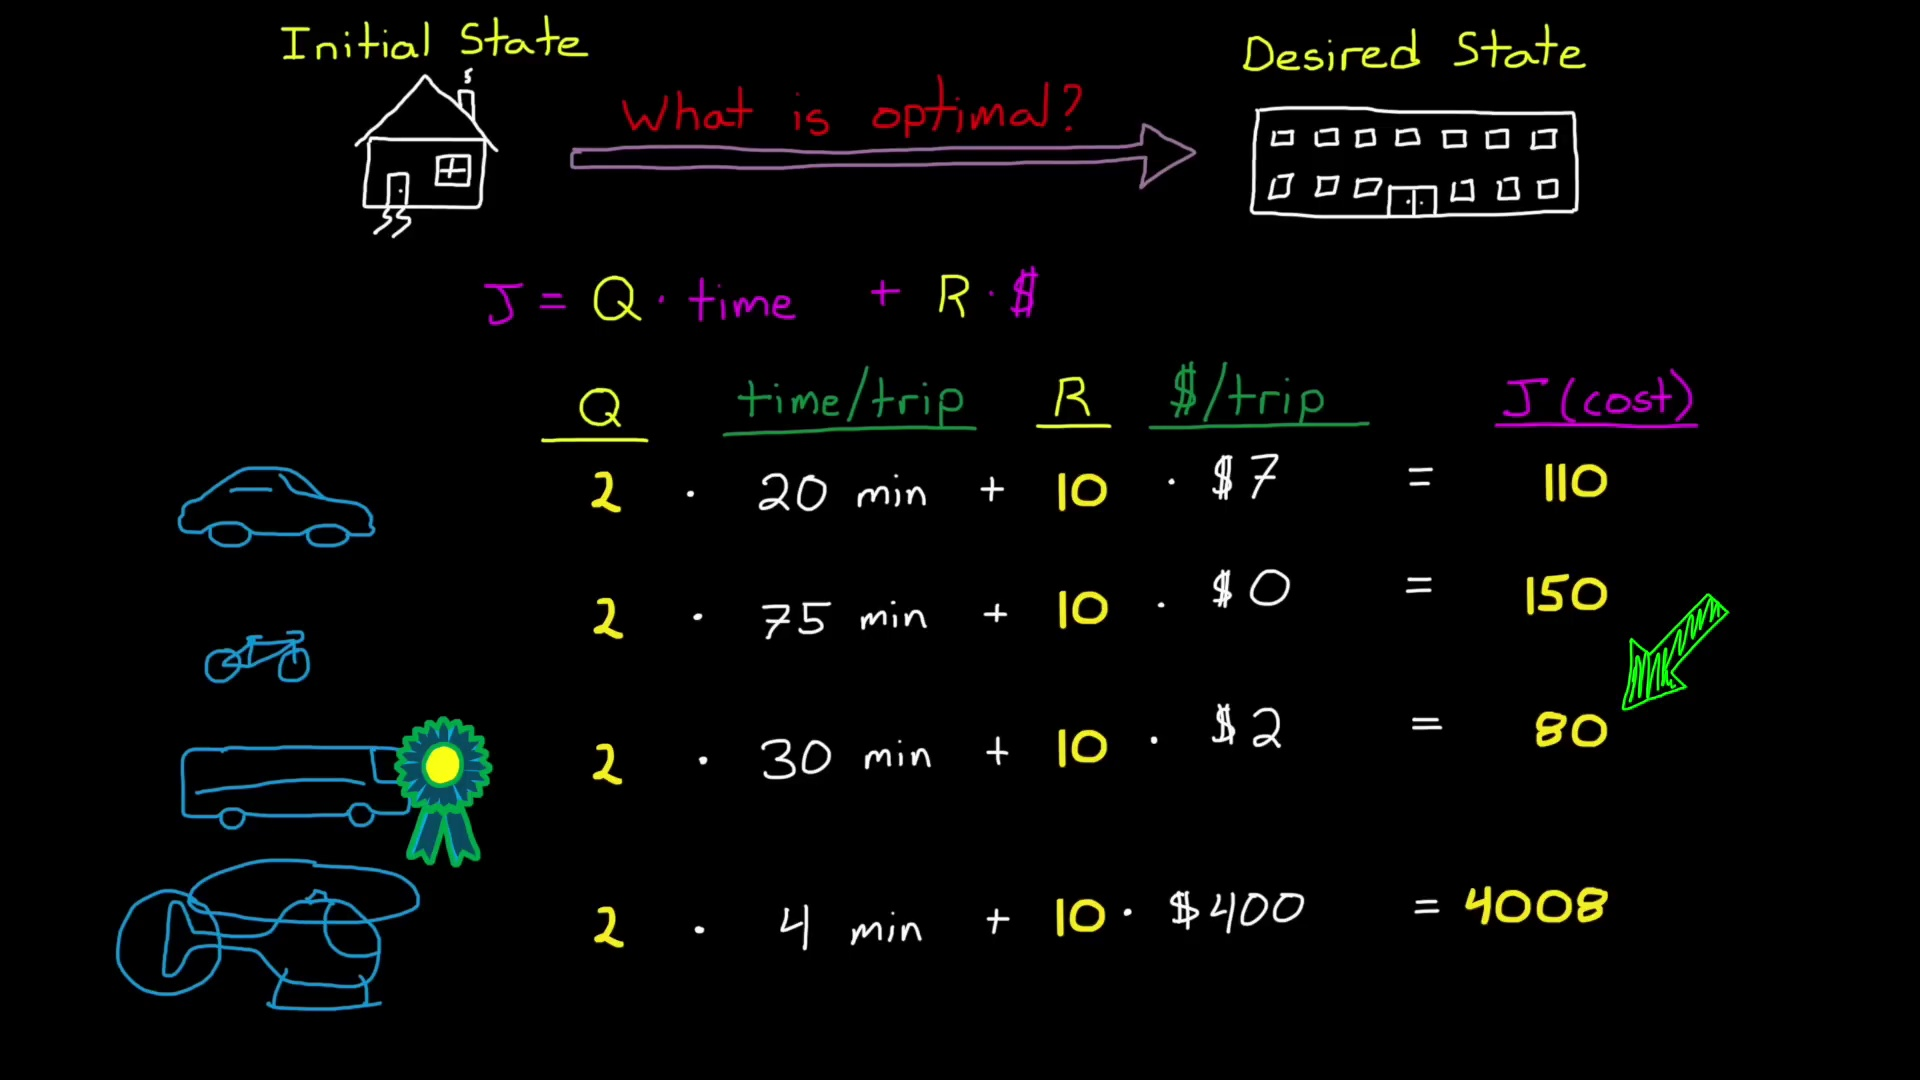 Initial State
Desired State
What is optimal?
J = Q · time + R · $
Q time/trip R $/trip J (cost)
2 · 20 min + 10 · $7 = 110
2 · 75 min + 10 · $0 = 150
2 · 30 min + 10 · $2 = 80
2 · 4 min + 10 · $400 = 4008